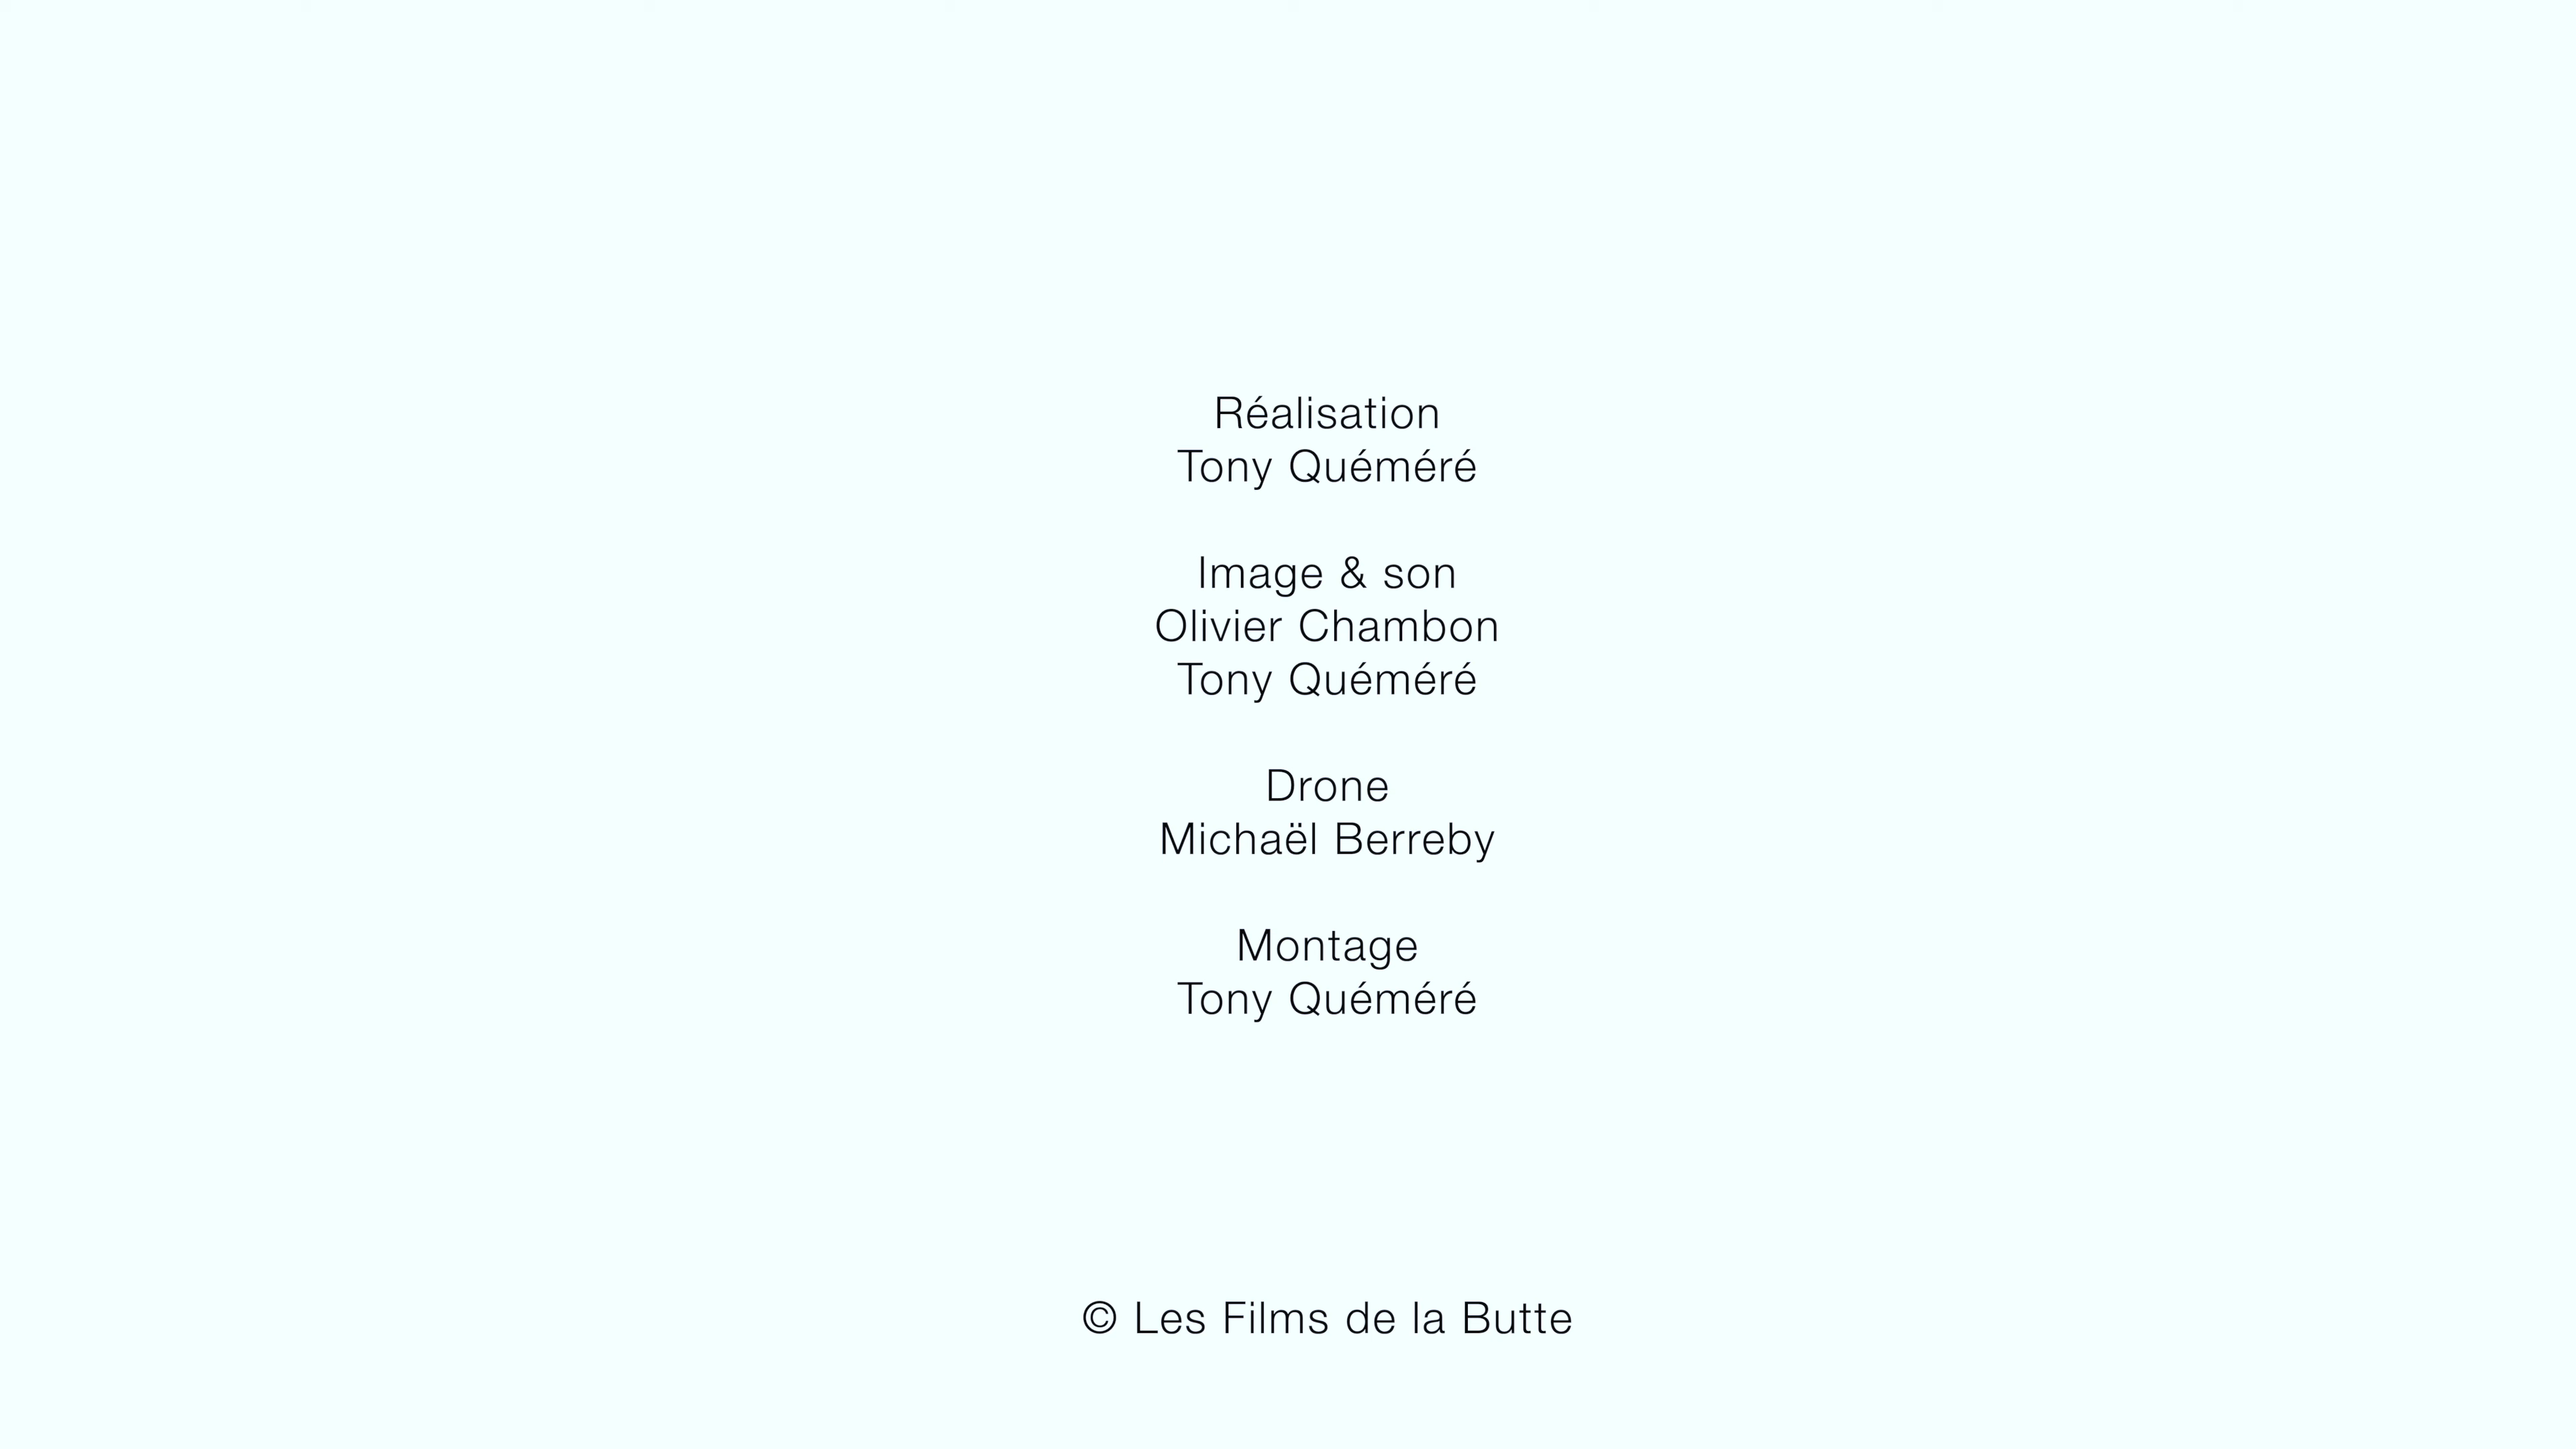 Réalisation
Tony Quéméré
Image & son
Olivier Chambon
Tony Quéméré
Drone
Michaël Berreby
Montage
Tony Quéméré
© Les Films de la Butte